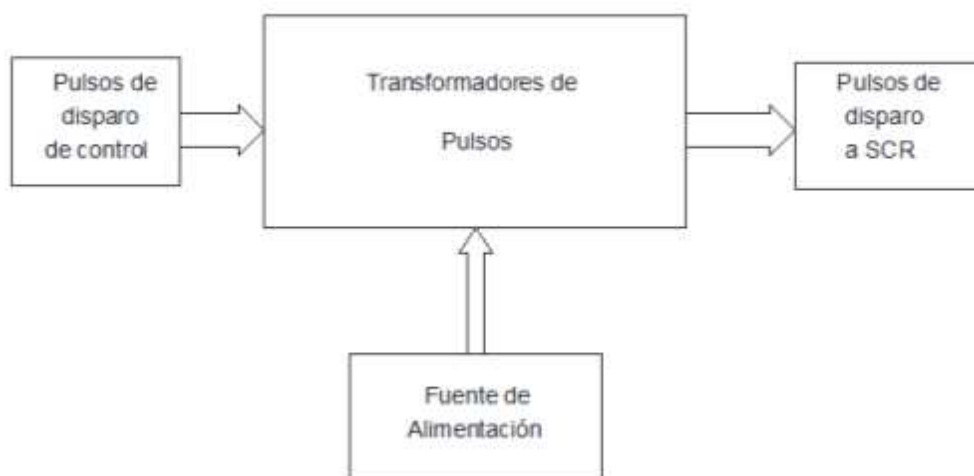 Pulsos de
disparo
de control
Transformadores de
Pulsos
Pulsos de
disparo
a SCR
Fuente de
Alimentación